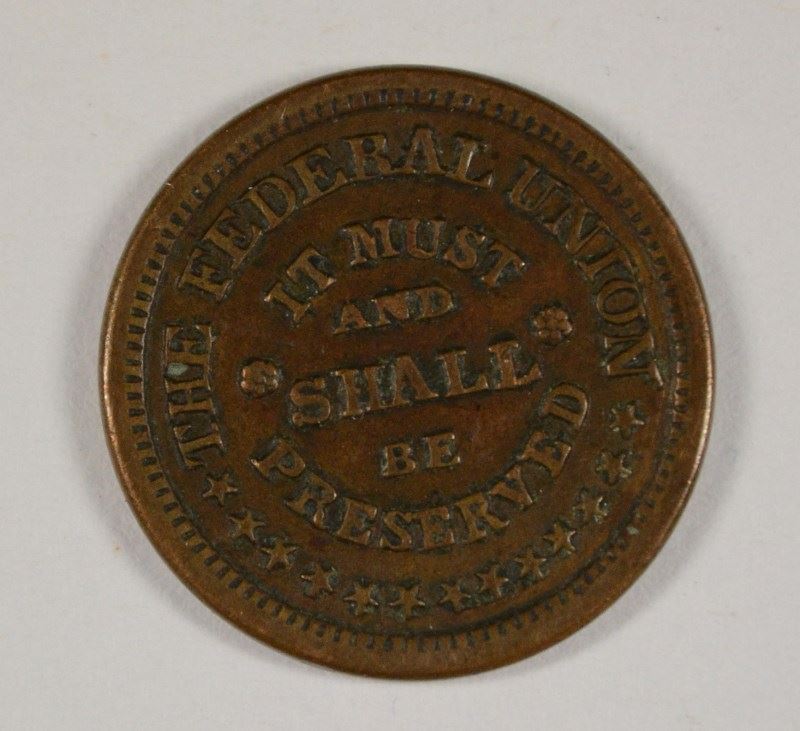 THE FEDERAL UNION
IT MUST
AND
SHALL
BE
PRESERVED